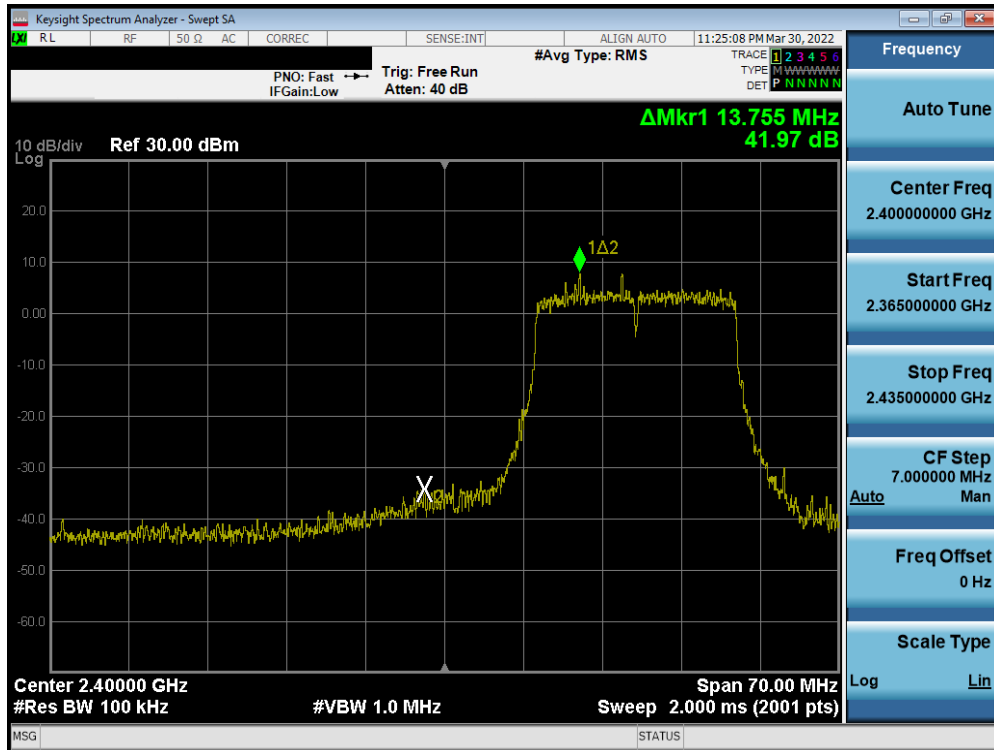 Keysight Spectrum Analyzer - Swept SA
LXI RL RF 50 Ω AC CORREC SENSE:INT ALIGN AUTO 11:25:08 PM Mar 30, 2022
PNO: Fast Trig: Free Run #Avg Type: RMS TRACE 1 2 3 4 5 6
IFGain:Low Atten: 40 dB TYPE M W W W W W
DET P N N N N N
ΔMkr1 13.755 MHz
41.97 dB
10 dB/div Ref 30.00 dBm
Log
20.0
10.0
0.00
-10.0
-20.0
-30.0
-40.0
-50.0
-60.0
1Δ2
X
Center 2.40000 GHz Span 70.00 MHz
#Res BW 100 kHz #VBW 1.0 MHz Sweep 2.000 ms (2001 pts)
MSG STATUS
Frequency
Auto Tune
Center Freq
2.400000000 GHz
Start Freq
2.365000000 GHz
Stop Freq
2.435000000 GHz
CF Step
7.000000 MHz
Auto Man
Freq Offset
0 Hz
Scale Type
Log Lin